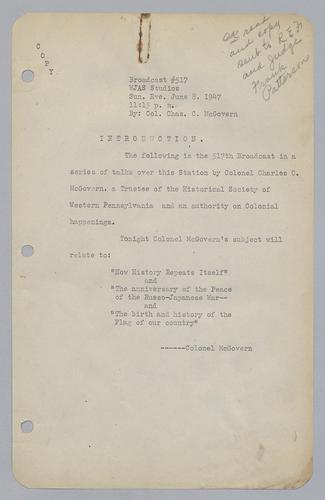 COPY
OK read
and copy
sent to R & F
and Judge
Frank
Patterson
Broadcast #517
WJAS Studios
Sun. Eve. June 8. 1947
11:15 p. m.
By: Col. Chas. C. McGovern
INTRODUCTION.
The following is the 517th Broadcast in a
series of talks over this Station by Colonel Charles C.
McGovern, a Trustee of the Historical Society of
Western Pennsylvania and an authority on Colonial
happenings.
Tonight Colonel McGovern's subject will
relate to:
"How History Repeats Itself"
and
"The anniversary of the Peace
of the Russo-Japanese War--
and
"The birth and history of the
Flag of our country"
------Colonel McGovern